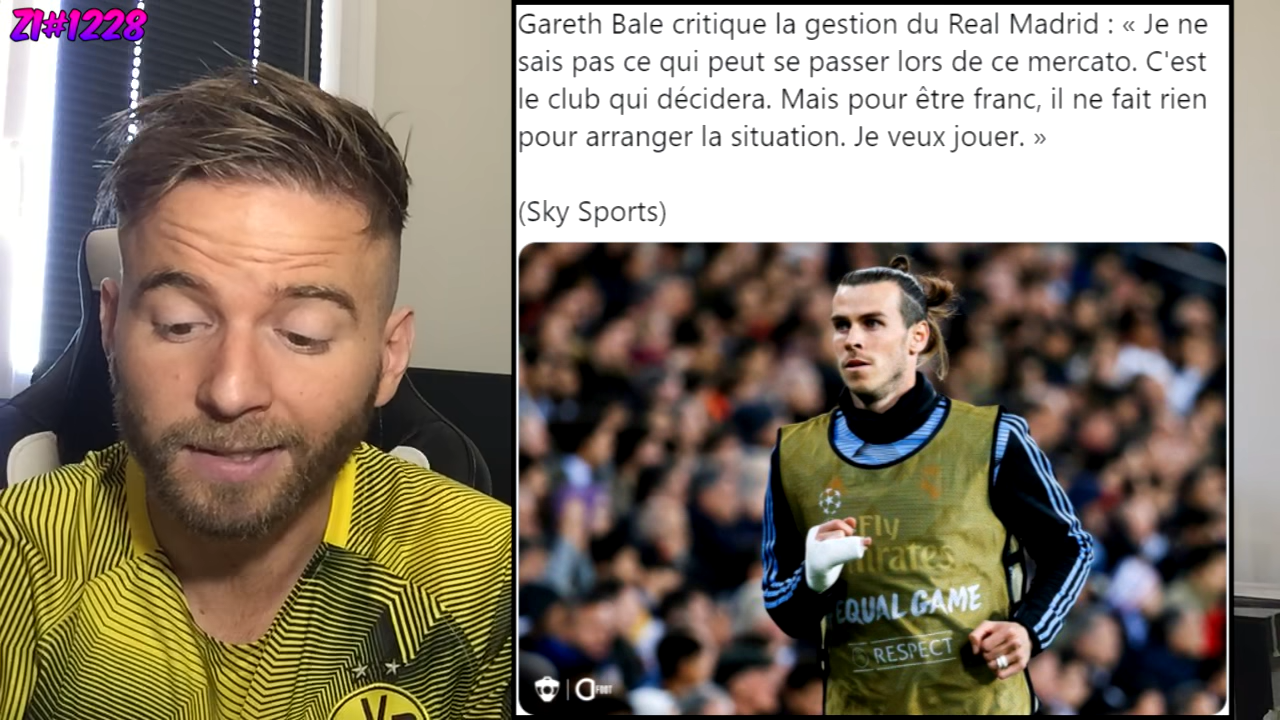 ZI#1228
Gareth Bale critique la gestion du Real Madrid : « Je ne
sais pas ce qui peut se passer lors de ce mercato. C'est
le club qui décidera. Mais pour être franc, il ne fait rien
pour arranger la situation. Je veux jouer. »
(Sky Sports)
Fly
Emirates
EQUAL GAME
RESPECT
FOOT